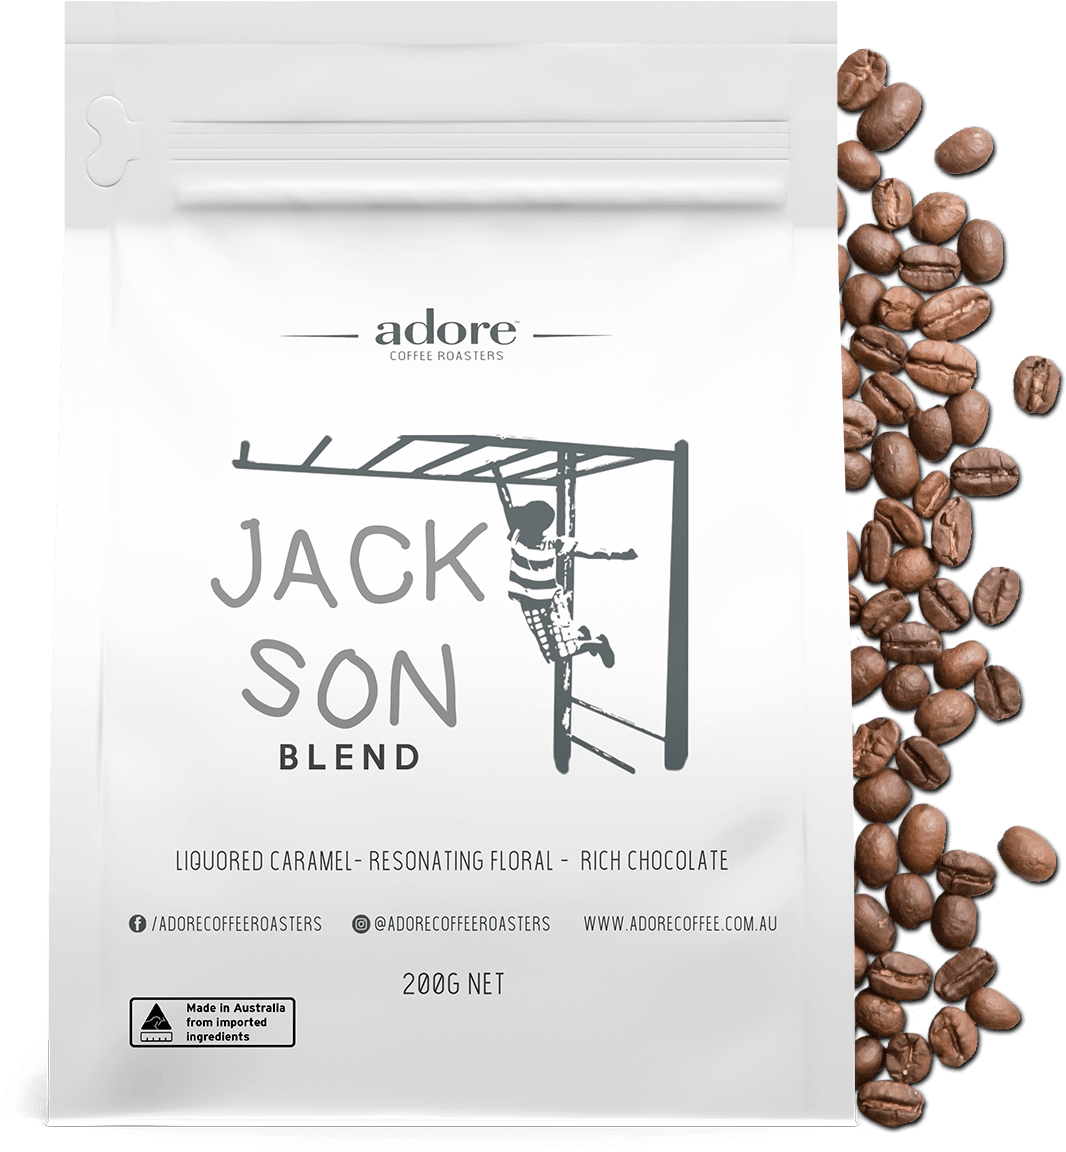 adore™
COFFEE ROASTERS
JACK
SON
BLEND
LIQUORED CARAMEL- RESONATING FLORAL - RICH CHOCOLATE
/ADORECOFFEEROASTERS @ADORECOFFEEROASTERS WWW.ADORECOFFEE.COM.AU
200G NET
Made in Australia
from imported
ingredients